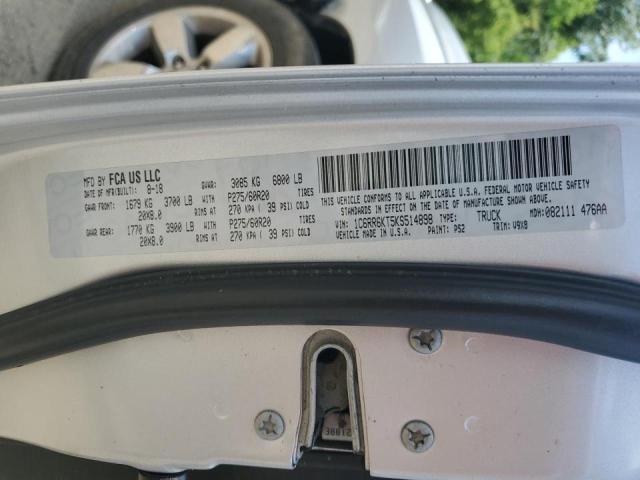 MFD BY FCA US LLC
DATE OF MFR(BUILT): 8-18 GVWR: 3085 KG 6800 LB
GAWR FRONT: 1679 KG 3700 LB P275/60R20 TIRES
20X8.0 RIMS AT 270 KPA ( 39 PSI) COLD
GAWR REAR: 1770 KG 3900 LB P275/60R20 TIRES
20X8.0 RIMS AT 270 KPA ( 39 PSI) COLD
THIS VEHICLE CONFORMS TO ALL APPLICABLE U.S.A. FEDERAL MOTOR VEHICLE SAFETY
STANDARDS IN EFFECT ON THE DATE OF MANUFACTURE SHOWN ABOVE.
VIN: 1C6RR6KT5KS514898 TYPE: TRUCK MDH:082111 476AA
VEHICLE MADE IN U.S.A. PAINT: PS2 TRIM: V9X8